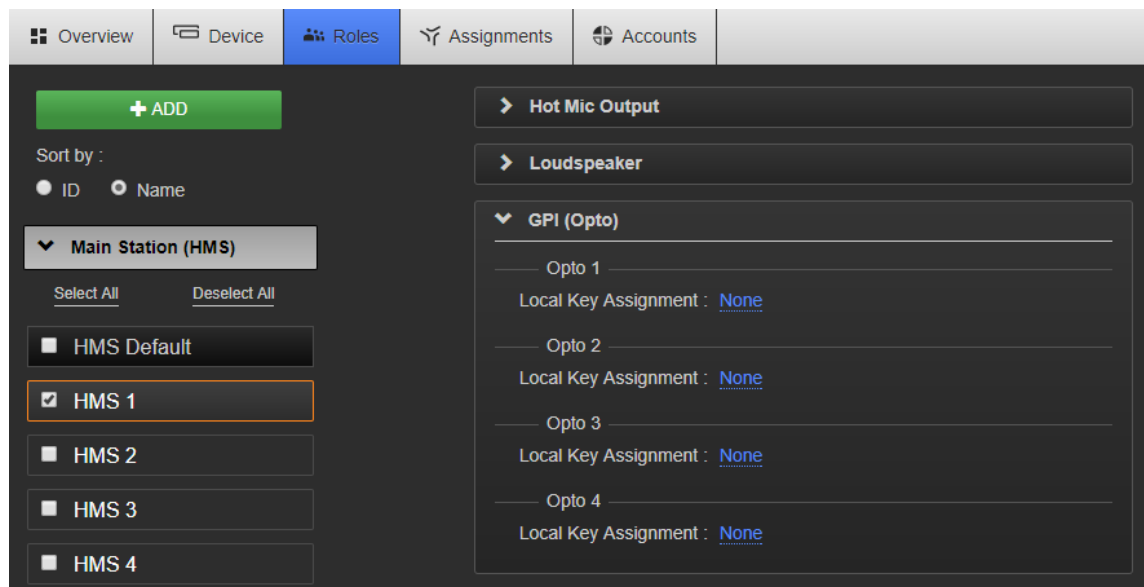 Overview Device Roles Assignments Accounts
ADD
Sort by :
ID Name
Main Station (HMS)
Select All Deselect All
HMS Default
HMS 1
HMS 2
HMS 3
HMS 4
Hot Mic Output
Loudspeaker
GPI (Opto)
Opto 1
Local Key Assignment : None
Opto 2
Local Key Assignment : None
Opto 3
Local Key Assignment : None
Opto 4
Local Key Assignment : None